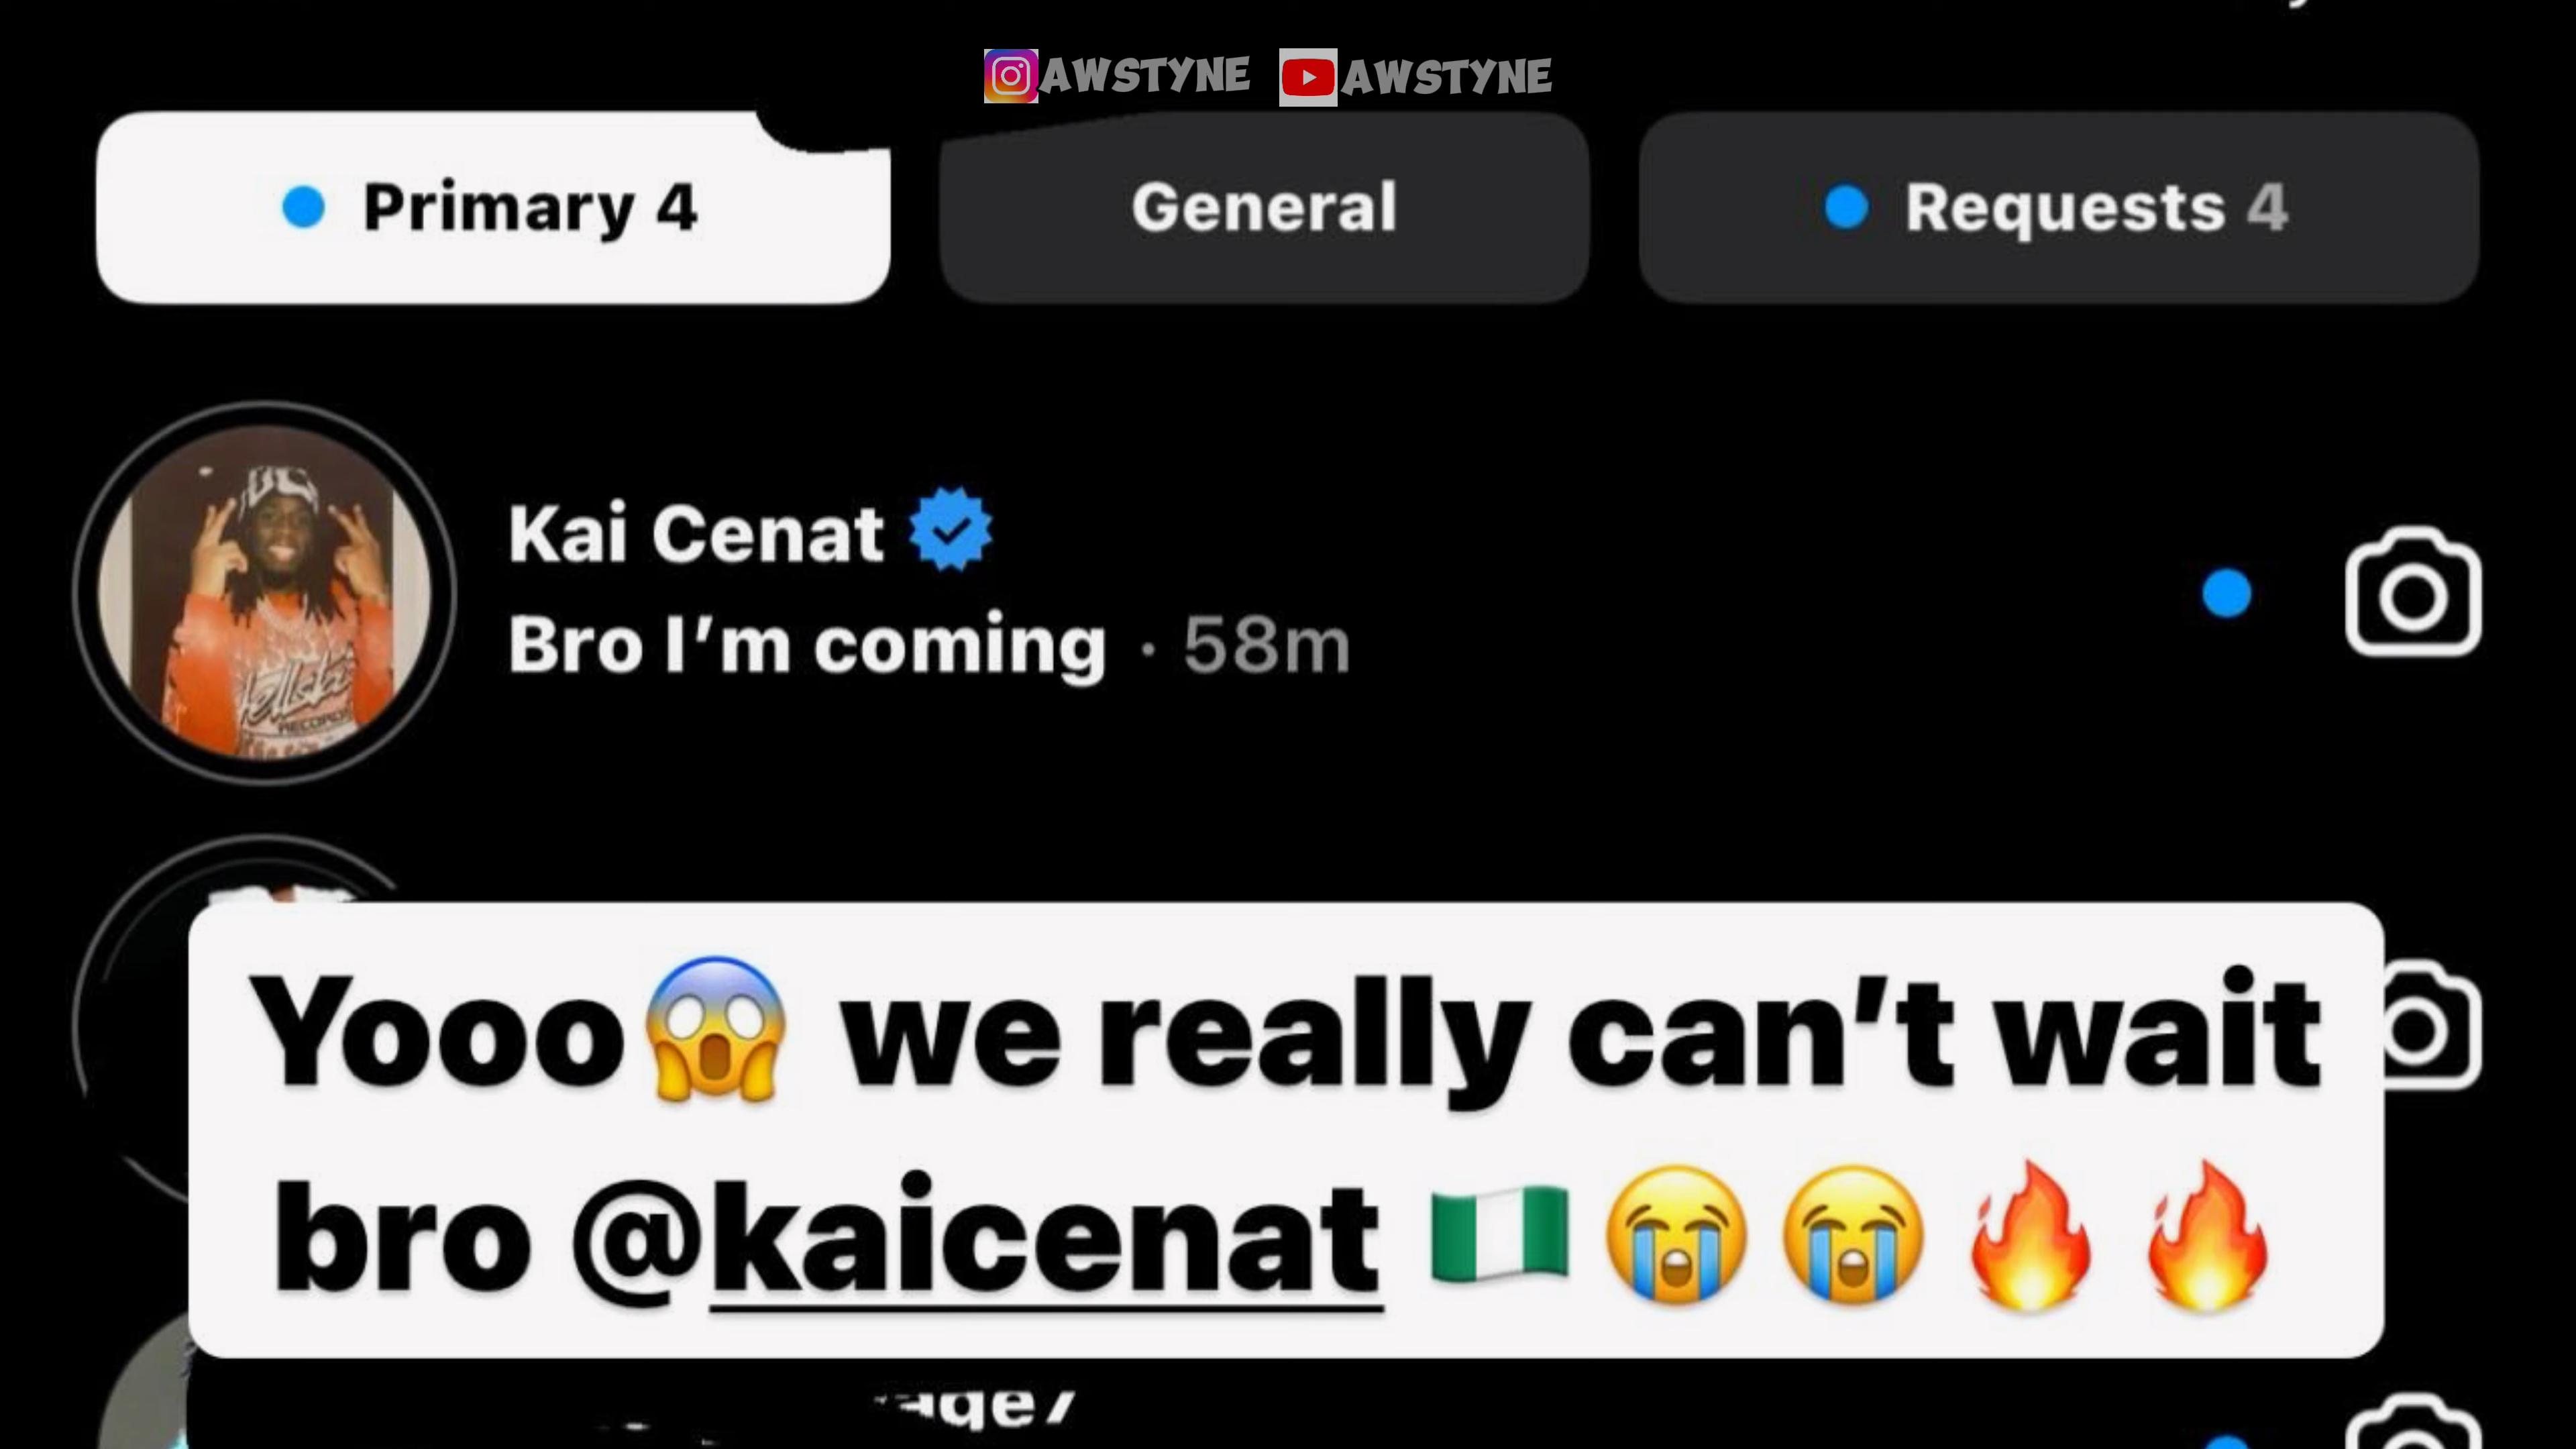 AWSTYNE AWSTYNE
Primary 4 General Requests 4
Kai Cenat
Bro I’m coming · 58m
Yooo😱 we really can’t wait
bro @kaicenat 🇳🇬😭😭🔥🔥